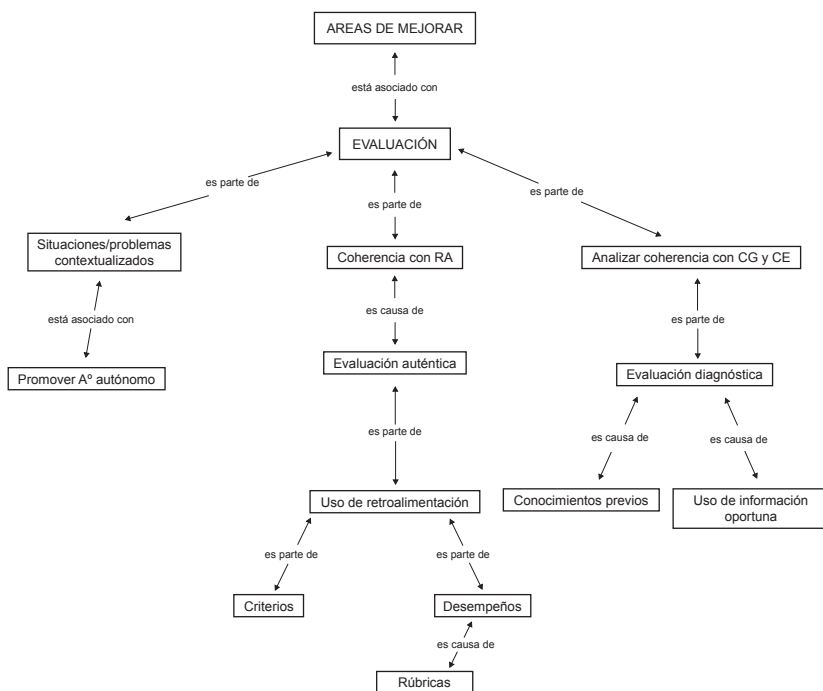 AREAS DE MEJORAR
está asociado con
EVALUACIÓN
es parte de
es parte de
es parte de
Situaciones/problemas
contextualizados
Coherencia con RA
Analizar coherencia con CG y CE
está asociado con
es causa de
es parte de
Promover Aº autónomo
Evaluación auténtica
Evaluación diagnóstica
es parte de
es causa de
es causa de
Uso de retroalimentación
Conocimientos previos
Uso de información
oportuna
es parte de
es parte de
Criterios
Desempeños
es causa de
Rúbricas